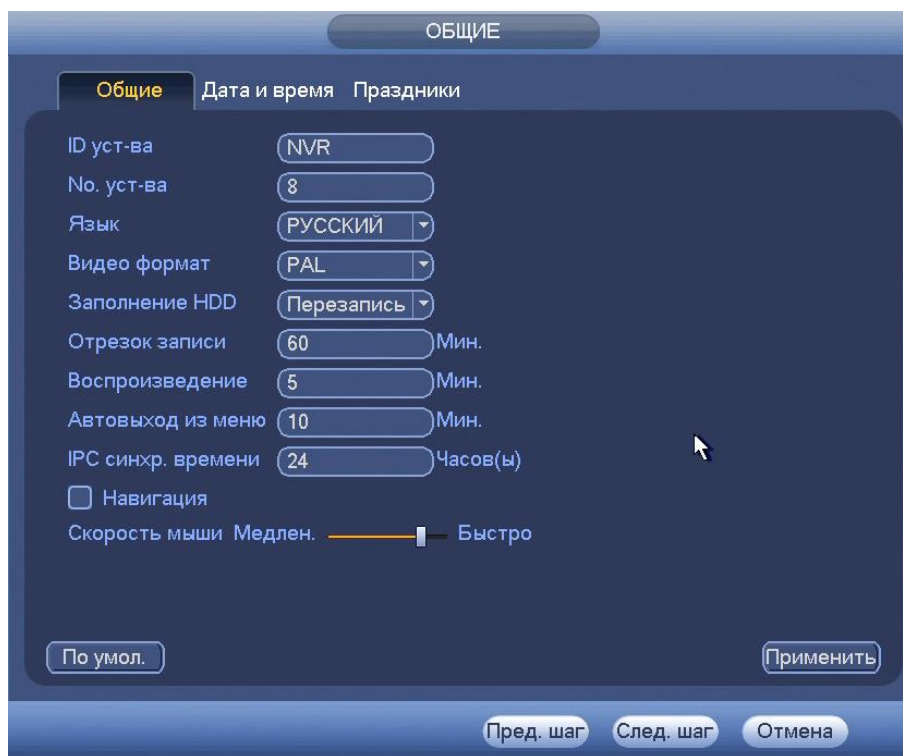 ОБЩИЕ
Общие Дата и время Праздники
ID уст-ва NVR
No. уст-ва 8
Язык РУССКИЙ
Видео формат PAL
Заполнение HDD Перезапись
Отрезок записи 60 Мин.
Воспроизведение 5 Мин.
Автовыход из меню 10 Мин.
IPC синхр. времени 24 Часов(ы)
Навигация
Скорость мыши Медлен. Быстро
По умол. Применить
Пред. шаг След. шаг Отмена